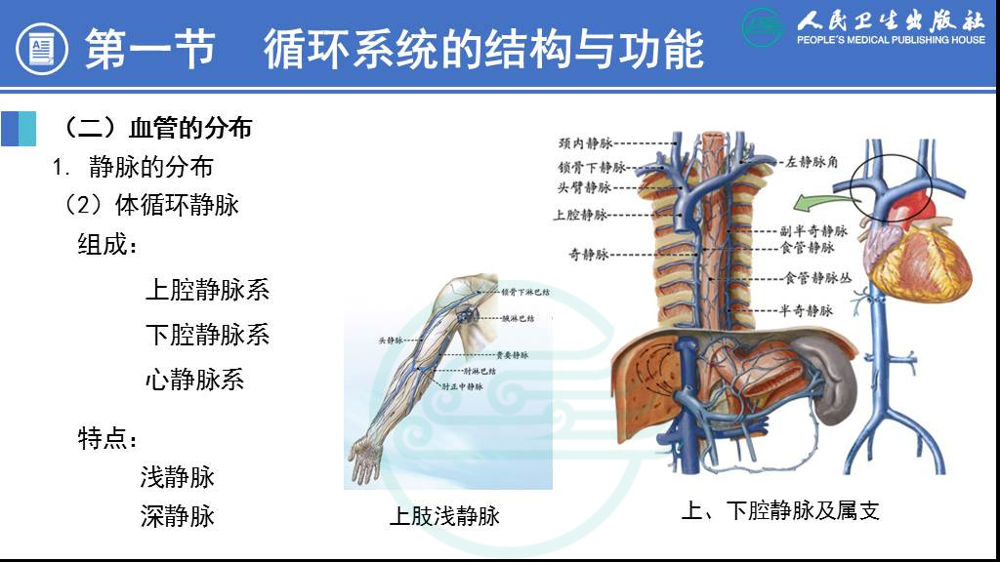 第一节 循环系统的结构与功能
人民卫生出版社
PEOPLE'S MEDICAL PUBLISHING HOUSE
（二）血管的分布
1. 静脉的分布
（2）体循环静脉
组成：
上腔静脉系
下腔静脉系
心静脉系
特点：
浅静脉
深静脉
锁骨下淋巴结
腋淋巴结
头静脉
贵要静脉
肘淋巴结
肘正中静脉
上肢浅静脉
颈内静脉
锁骨下静脉
头臂静脉
上腔静脉
奇静脉
左静脉角
副半奇静脉
食管静脉
食管静脉丛
半奇静脉
上、下腔静脉及属支